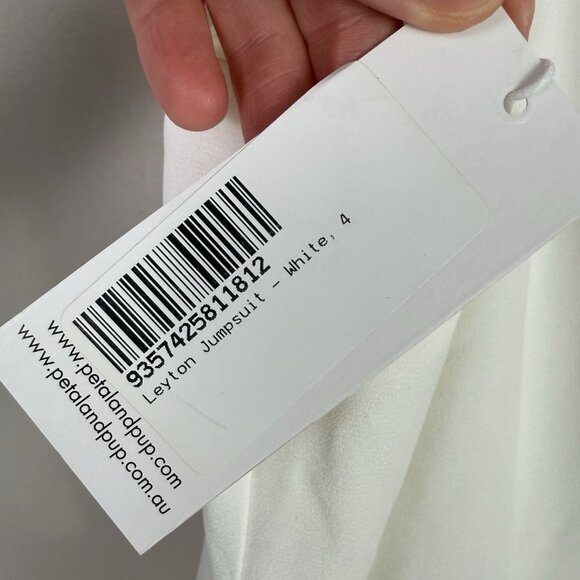 9357425811812
Leyton Jumpsuit - White, 4
www.petalandpup.com
www.petalandpup.com.au